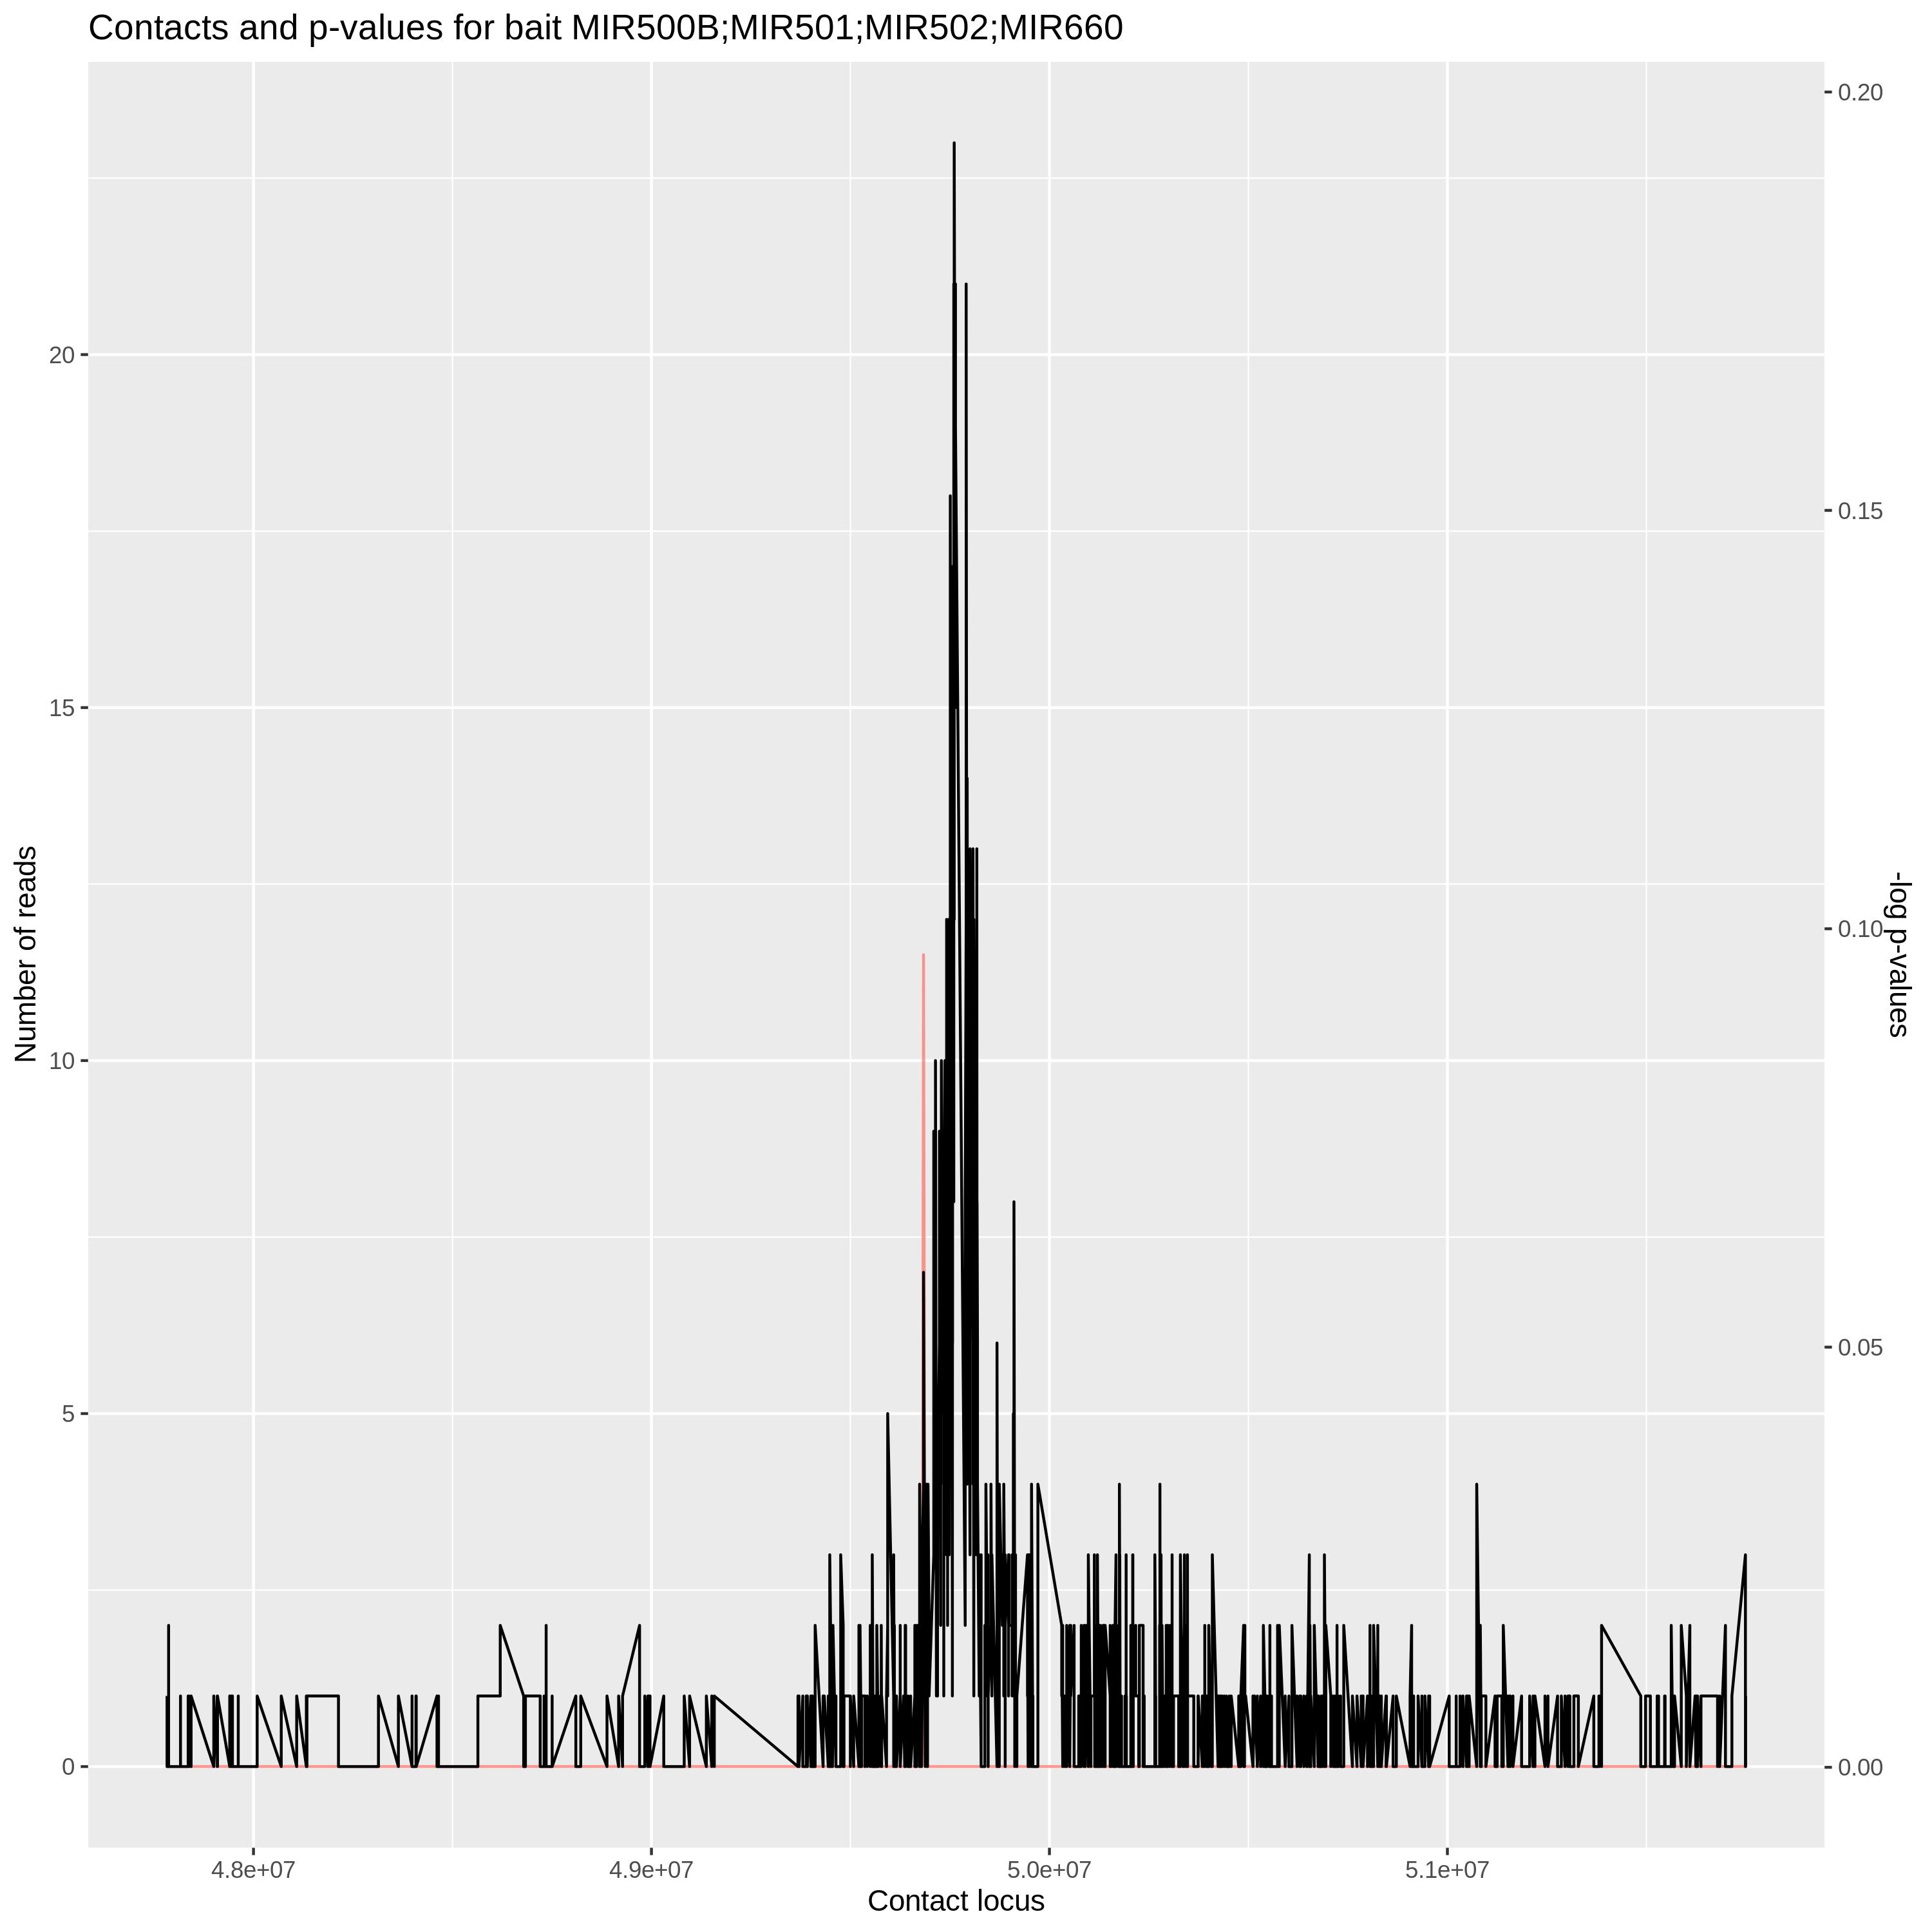 Contacts and p-values for bait MIR500B;MIR501;MIR502;MIR660
0.20
20
0.15
15
Number of reads
10
0.10
-log p-values
0.05
5
0
0.00
4.8e+07 4.9e+07 5.0e+07 5.1e+07
Contact locus